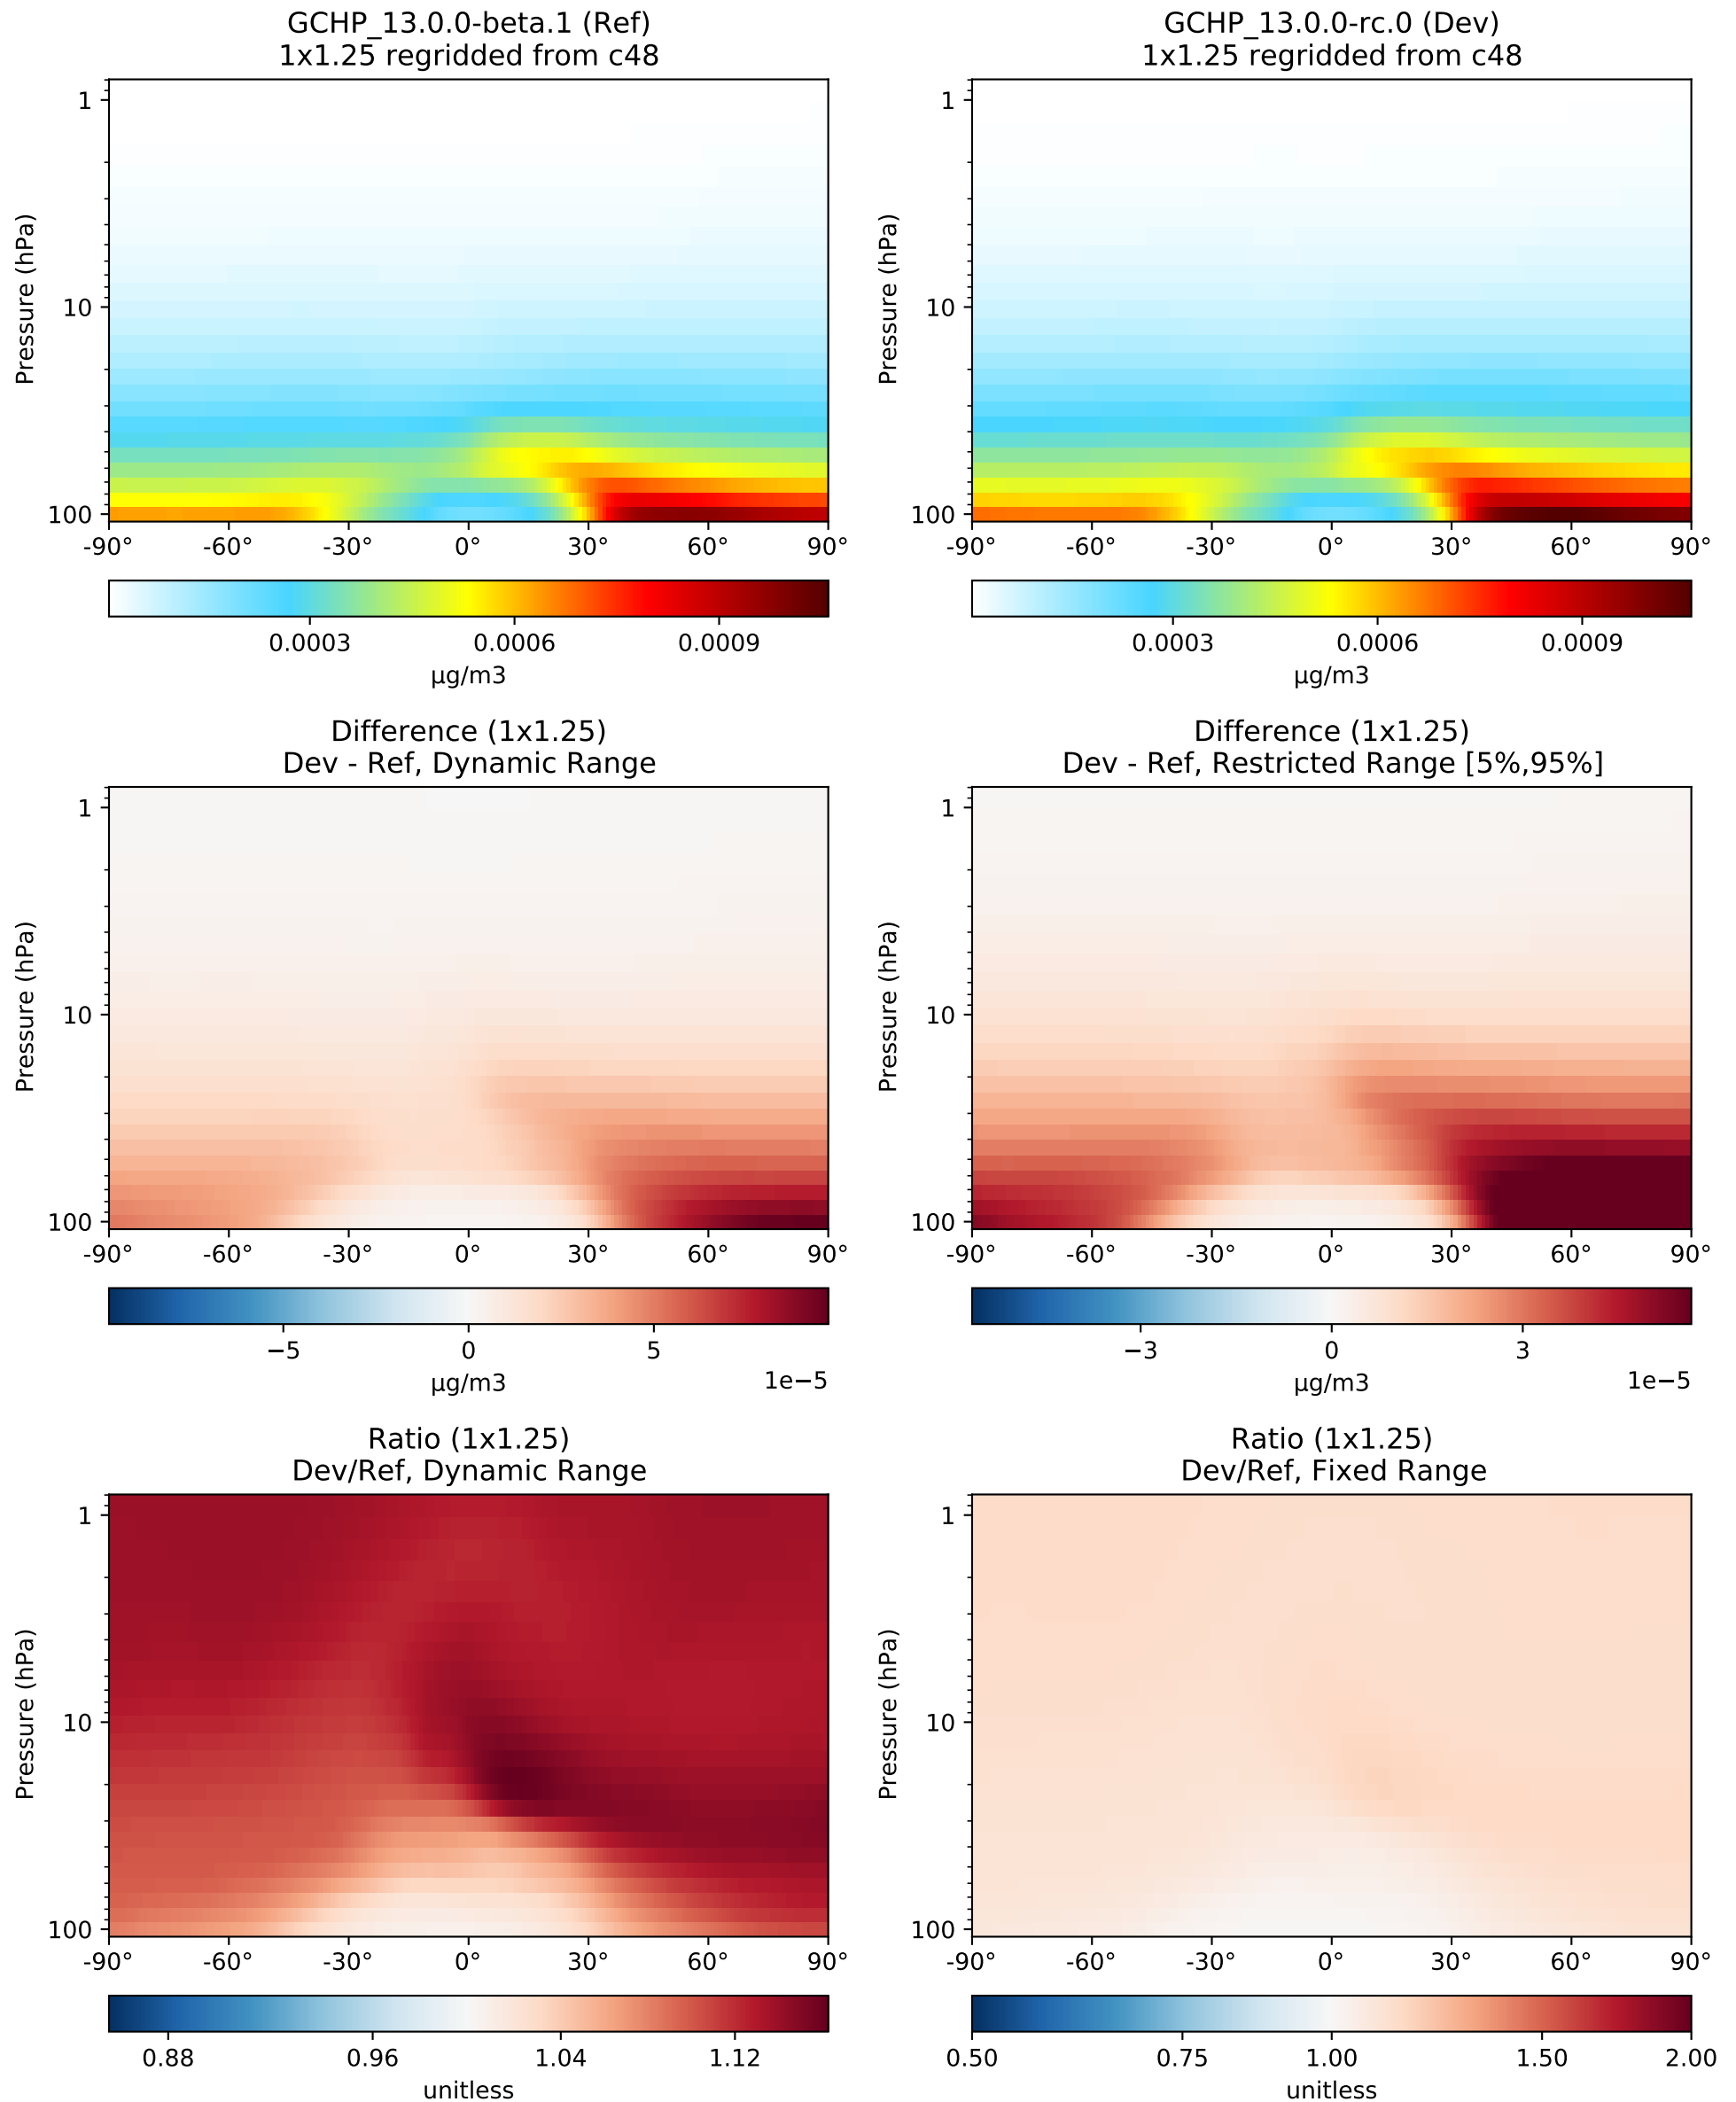 GCHP_13.0.0-beta.1 (Ref)
1x1.25 regridded from c48
Pressure (hPa)
1
10
100
-90° -60° -30° 0° 30° 60° 90°
0.0003 0.0006 0.0009
μg/m3
GCHP_13.0.0-rc.0 (Dev)
1x1.25 regridded from c48
Pressure (hPa)
1
10
100
-90° -60° -30° 0° 30° 60° 90°
0.0003 0.0006 0.0009
μg/m3
Difference (1x1.25)
Dev - Ref, Dynamic Range
Pressure (hPa)
1
10
100
-90° -60° -30° 0° 30° 60° 90°
−5 0 5
μg/m3 1e−5
Difference (1x1.25)
Dev - Ref, Restricted Range [5%,95%]
Pressure (hPa)
1
10
100
-90° -60° -30° 0° 30° 60° 90°
−3 0 3
μg/m3 1e−5
Ratio (1x1.25)
Dev/Ref, Dynamic Range
Pressure (hPa)
1
10
100
-90° -60° -30° 0° 30° 60° 90°
0.88 0.96 1.04 1.12
unitless
Ratio (1x1.25)
Dev/Ref, Fixed Range
Pressure (hPa)
1
10
100
-90° -60° -30° 0° 30° 60° 90°
0.50 0.75 1.00 1.50 2.00
unitless